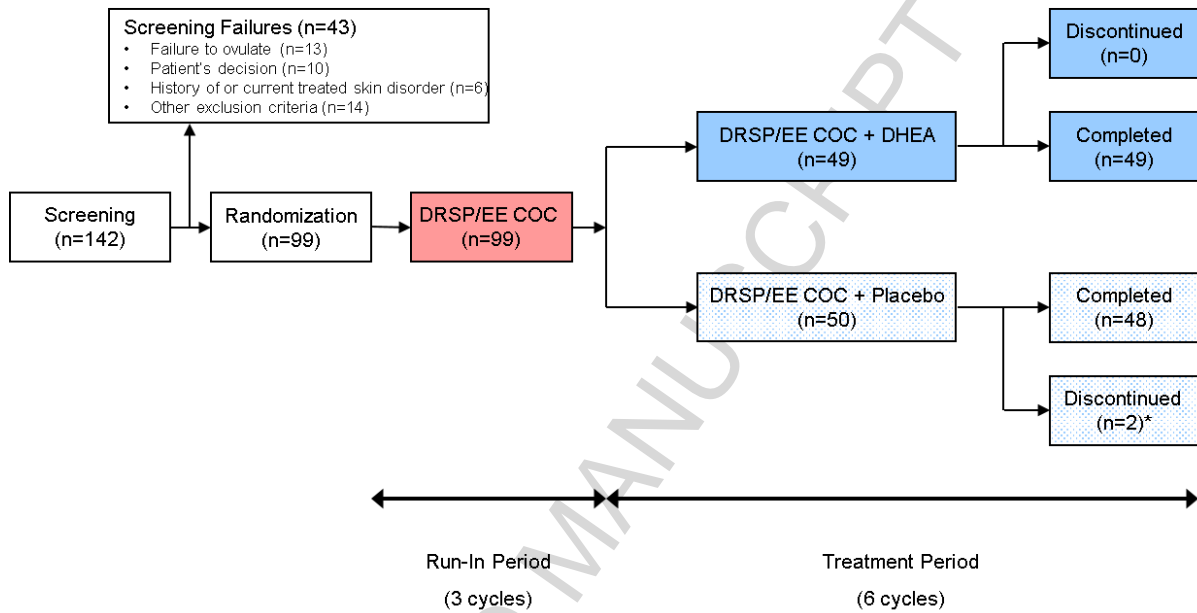 Screening Failures (n=43)
• Failure to ovulate (n=13)
• Patient's decision (n=10)
• History of or current treated skin disorder (n=6)
• Other exclusion criteria (n=14)
Screening
(n=142)
Randomization
(n=99)
DRSP/EE COC
(n=99)
DRSP/EE COC + DHEA
(n=49)
Discontinued
(n=0)
Completed
(n=49)
DRSP/EE COC + Placebo
(n=50)
Completed
(n=48)
Discontinued
(n=2)*
Run-In Period
(3 cycles)
Treatment Period
(6 cycles)
MANUSCRIPT